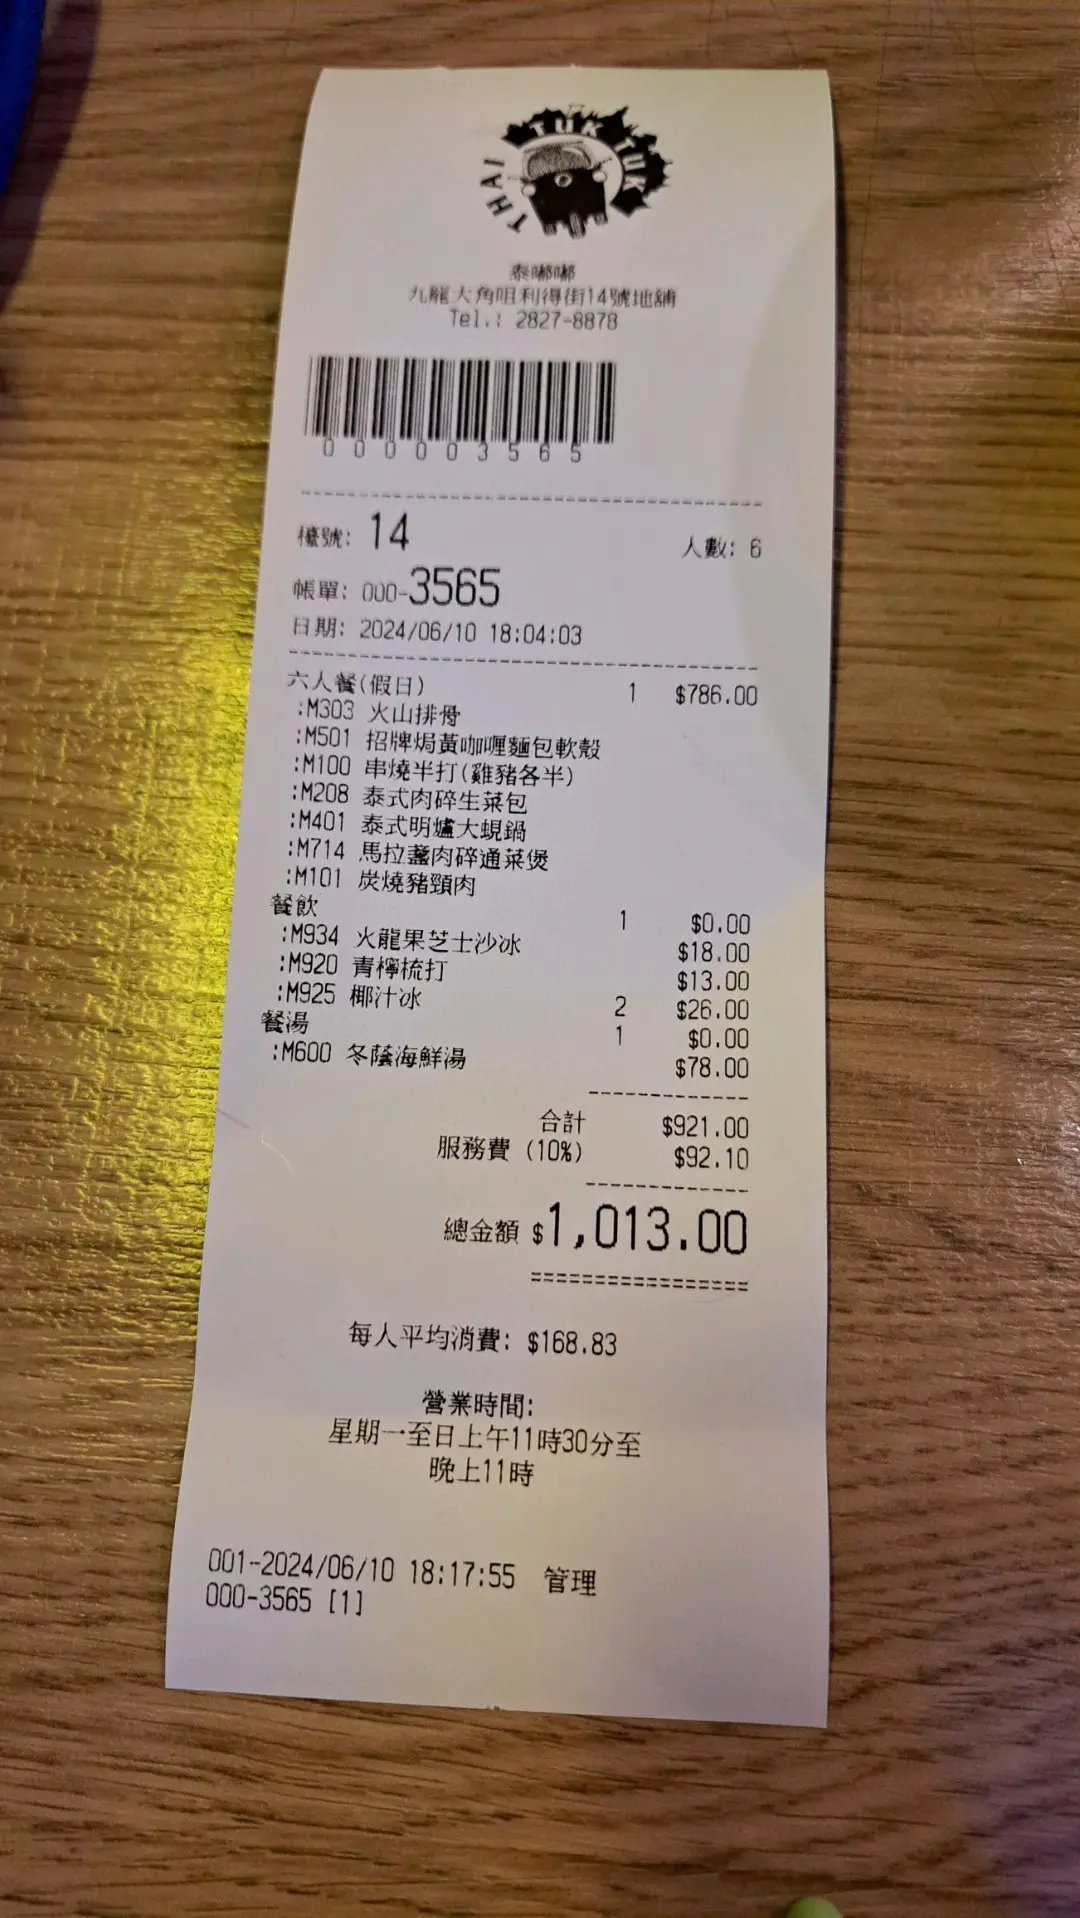 THAI TUK TUK
泰嘟嘟
九龍大角咀利得街14號地舖
Tel.: 2827-8878
000003565
檯號: 14 人數: 6
帳單: 000-3565
日期: 2024/06/10 18:04:03
六人餐(假日) 1 $786.00
:M303 火山排骨
:M501 招牌焗黃咖喱麵包軟殼
:M100 串燒半打(雞豬各半)
:M208 泰式肉碎生菜包
:M401 泰式明爐大蜆鍋
:M714 馬拉盞肉碎通菜煲
:M101 炭燒豬頸肉
餐飲 1 $0.00
:M934 火龍果芝士沙冰 $18.00
:M920 青檸梳打 $13.00
:M925 椰汁冰 2 $26.00
餐湯 1 $0.00
:M600 冬蔭海鮮湯 $78.00
合計 $921.00
服務費 (10%) $92.10
總金額 $1,013.00
每人平均消費: $168.83
營業時間:
星期一至日上午11時30分至
晚上11時
001-2024/06/10 18:17:55 管理
000-3565 [1]